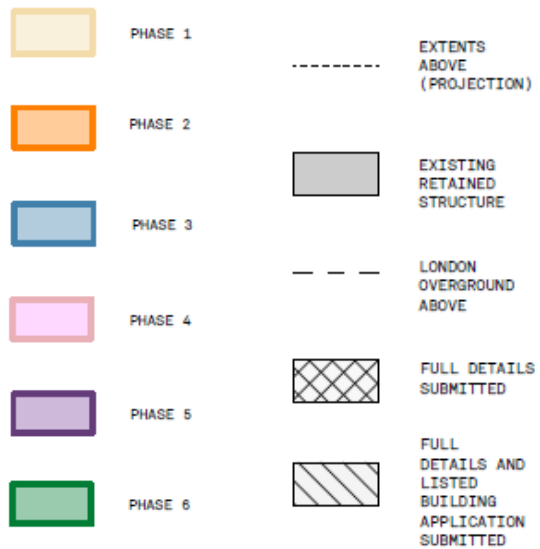 PHASE 1
PHASE 2
PHASE 3
PHASE 4
PHASE 5
PHASE 6
EXTENTS
ABOVE
(PROJECTION)
EXISTING
RETAINED
STRUCTURE
LONDON
OVERGROUND
ABOVE
FULL DETAILS
SUBMITTED
FULL
DETAILS AND
LISTED
BUILDING
APPLICATION
SUBMITTED